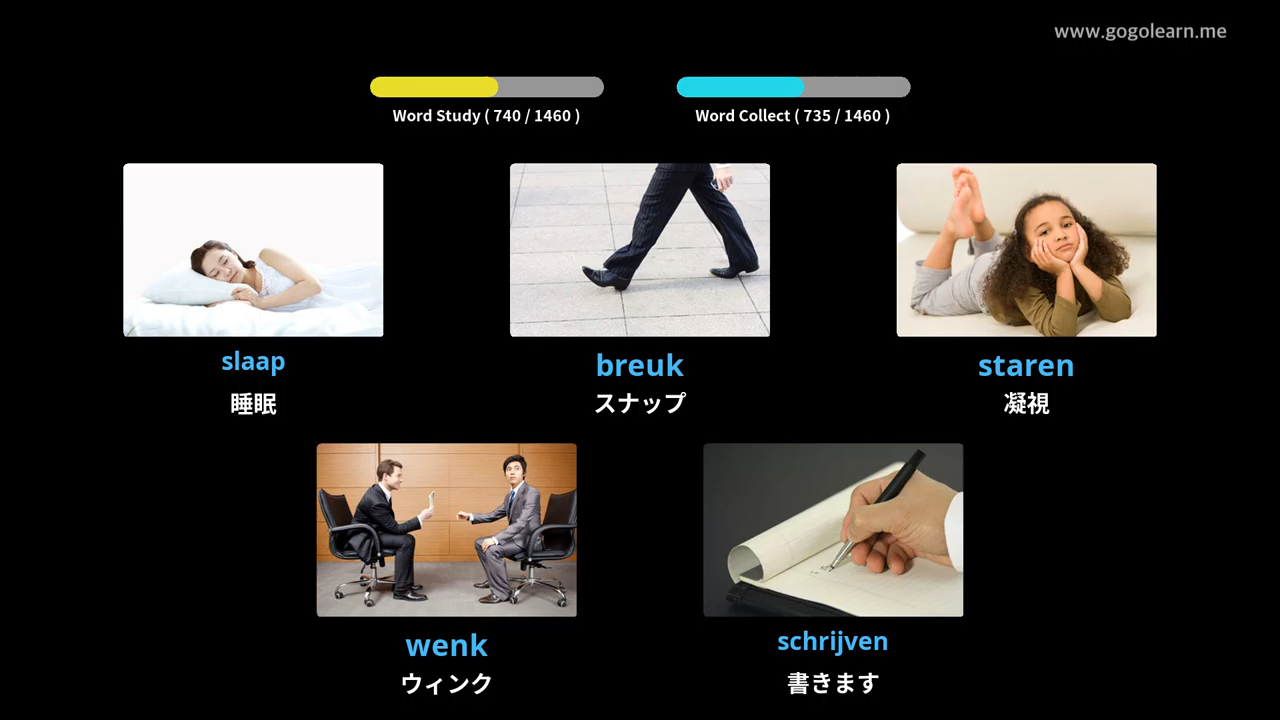 www.gogolearn.me
Word Study ( 740 / 1460 )
Word Collect ( 735 / 1460 )
slaap
睡眠
breuk
スナップ
staren
凝視
wenk
ウィンク
schrijven
書きます